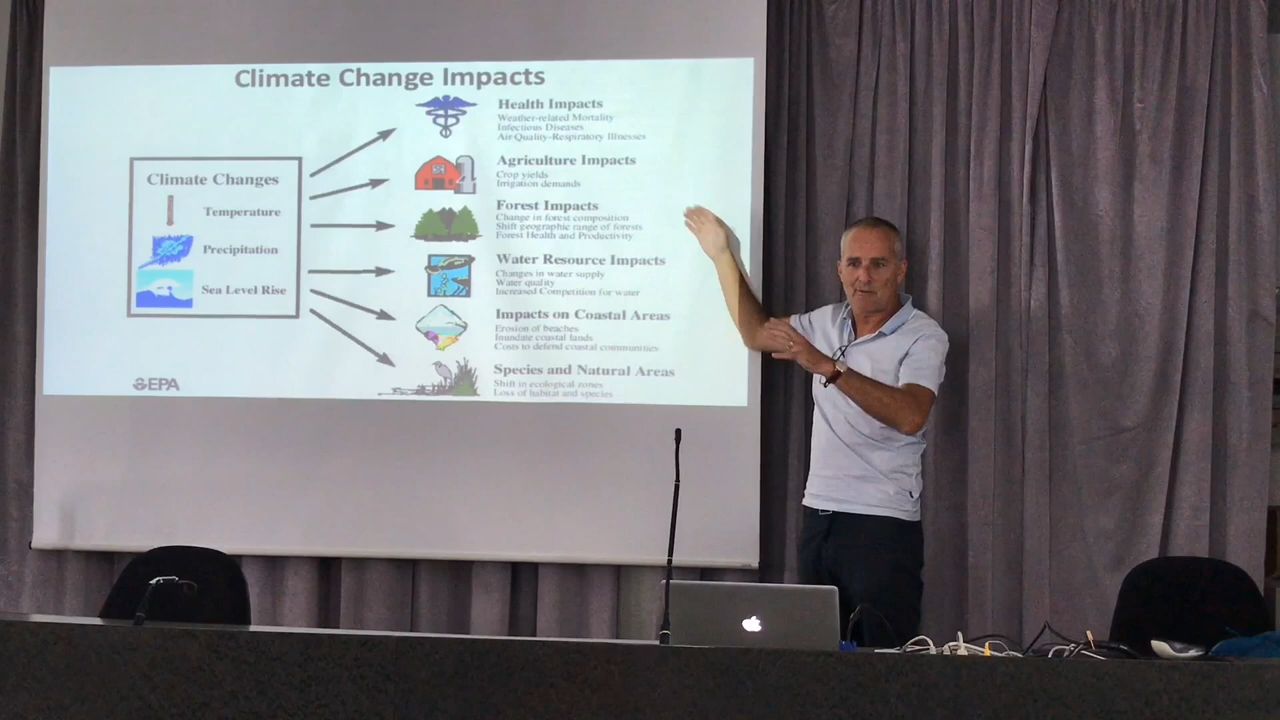 Climate Change Impacts
Climate Changes
Temperature
Precipitation
Sea Level Rise
EPA
Health Impacts
Weather-related Mortality
Infectious Diseases
Air-Quality-Respiratory Illnesses
Agriculture Impacts
Crop yields
Irrigation demands
Forest Impacts
Change in forest composition
Shift geographic range of forests
Forest Health and Productivity
Water Resource Impacts
Changes in water supply
Water quality
Increased Competition for water
Impacts on Coastal Areas
Erosion of beaches
Inundate coastal lands
Costs to defend coastal communities
Species and Natural Areas
Shift in ecological zones
Loss of habitat and species